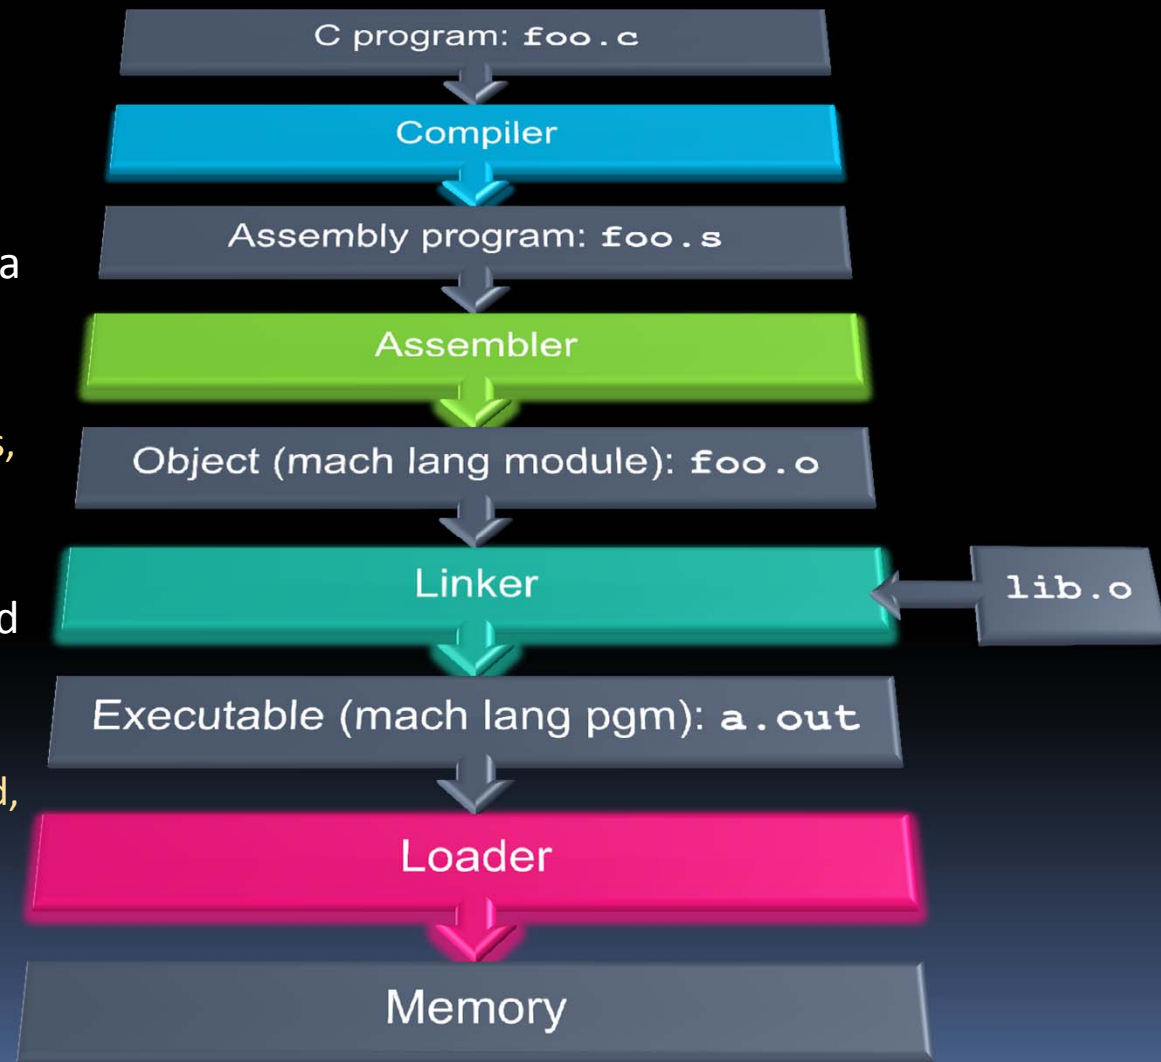 C program: foo.c
Compiler
a
Assembly program: foo.s
Assembler
s,
Object (mach lang module): foo.o
Linker
lib.o
d
Executable (mach lang pgm): a.out
d,
Loader
Memory